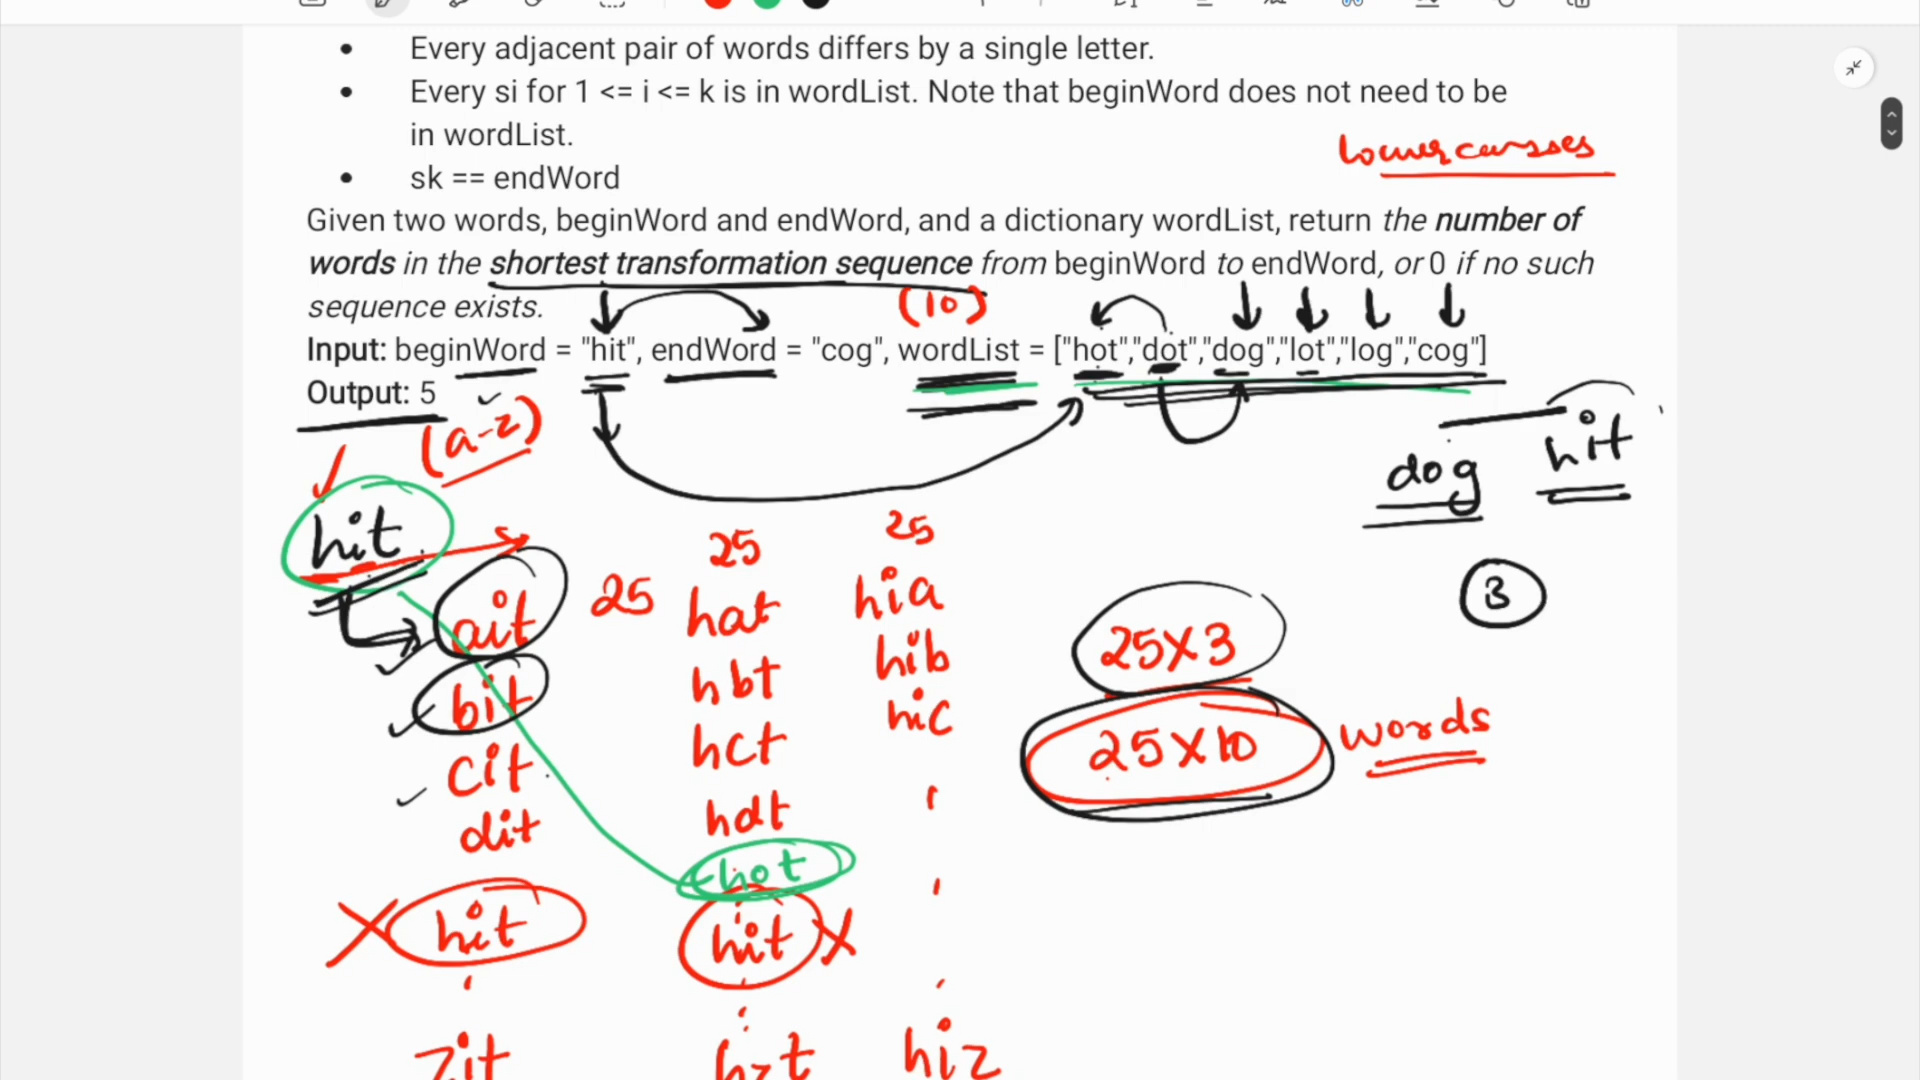 • Every adjacent pair of words differs by a single letter.
• Every si for 1 <= i <= k is in wordList. Note that beginWord does not need to be
in wordList.
lowercasses
• sk == endWord
Given two words, beginWord and endWord, and a dictionary wordList, return the number of
words in the shortest transformation sequence from beginWord to endWord, or 0 if no such
sequence exists.
(10)
Input: beginWord = "hit", endWord = "cog", wordList = ["hot","dot","dog","lot","log","cog"]
Output: 5
(a-z)
dog hit
hit
25 25
ait 25 hat hia
3
bit hbt hib
25X3
cit hct hic
25X10 words
dit hdt
hot
X hit hit X
zit hzt hiz